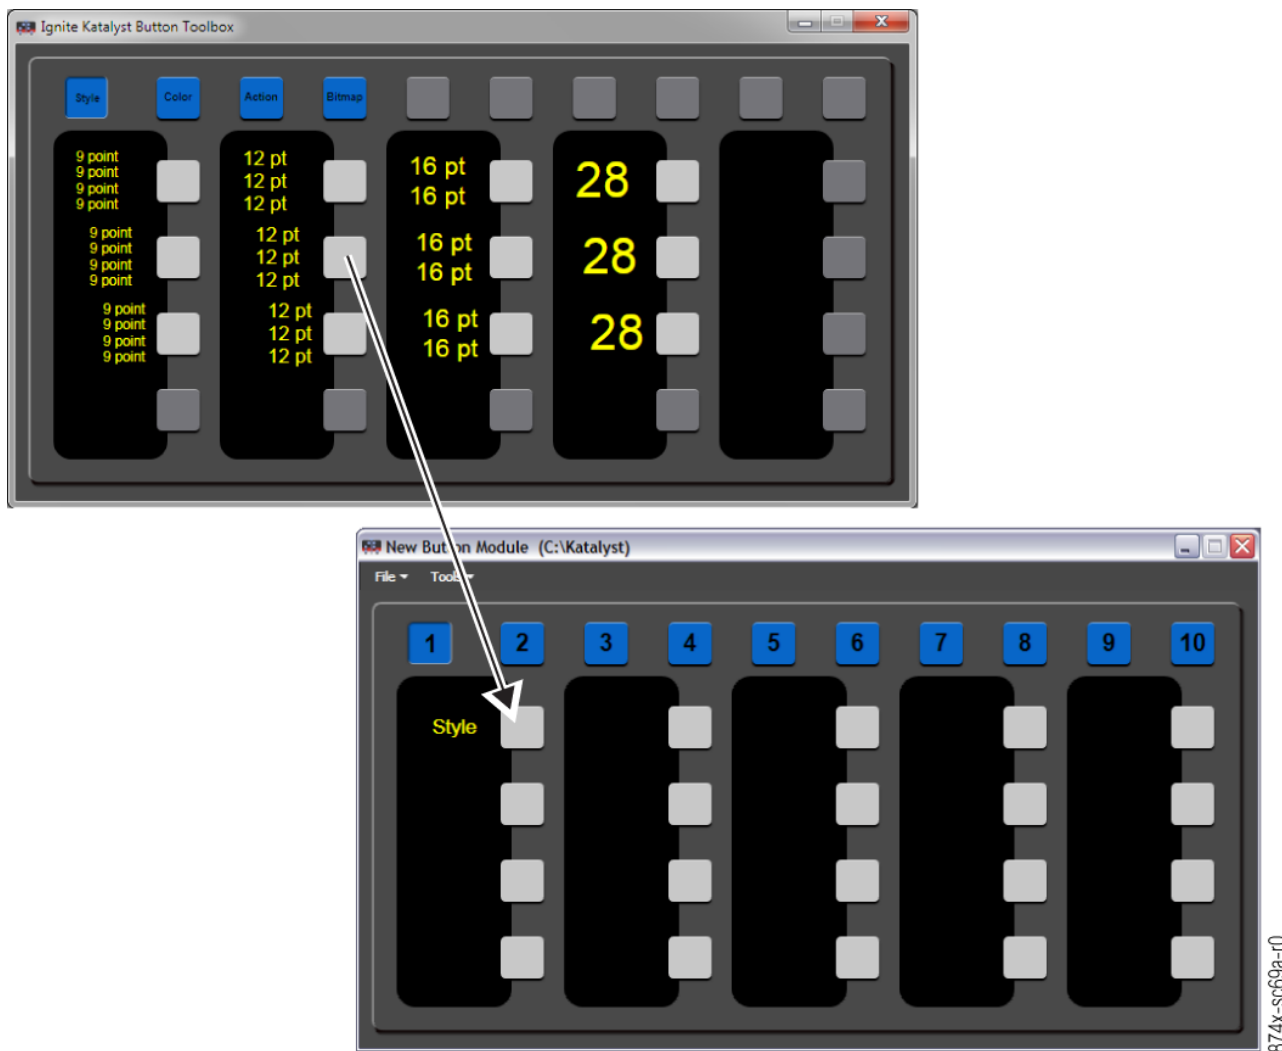 Ignite Katalyst Button Toolbox
Style Color Action Bitmap
9 point
9 point
9 point
9 point
12 pt
12 pt
12 pt
16 pt
16 pt
28
9 point
9 point
9 point
9 point
12 pt
12 pt
12 pt
16 pt
16 pt
28
9 point
9 point
9 point
9 point
12 pt
12 pt
12 pt
16 pt
16 pt
28
New Button Module (C:\Katalyst)
File Tools
1 2 3 4 5 6 7 8 9 10
Style
874x-sc69a-r0